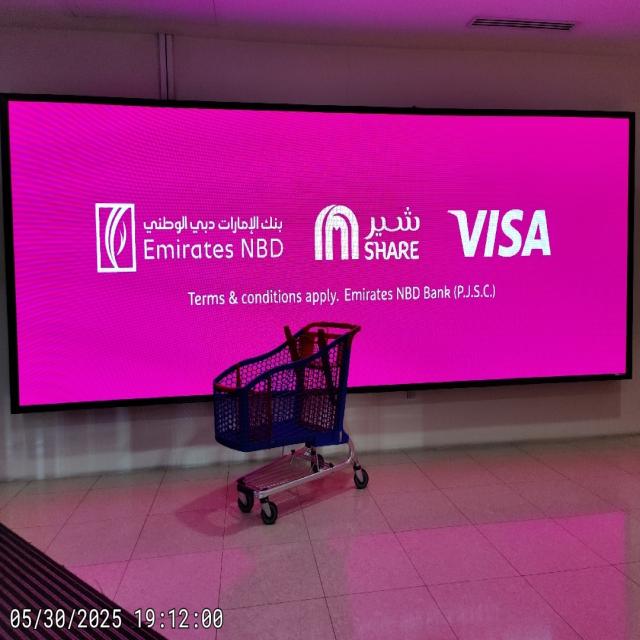 بنك الإمارات دبي الوطني
Emirates NBD
شير
SHARE
VISA
Terms & conditions apply. Emirates NBD Bank (P.J.S.C.)
05/30/2025 19:12:00